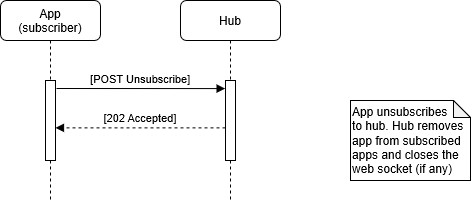 App
(subscriber)
Hub
[POST Unsubscribe]
[202 Accepted]
App unsubscribes
to hub. Hub removes
app from subscribed
apps and closes the
web socket (if any)